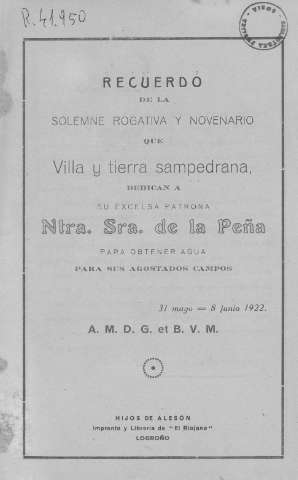 R. 41.950
RECUERDO
DE LA
SOLEMNE ROGATIVA Y NOVENARIO
QUE
Villa y tierra sampedrana,
DEDICAN A
SU EXCELSA PATRONA
Ntra. Sra. de la Peña
PARA OBTENER AGUA
PARA SUS AGOSTADOS CAMPOS
31 mayo = 8 junio 1922.
A. M. D. G. et B. V. M.
HIJOS DE ALESÓN
Imprenta y Librería de "El Riojano"
LOGROÑO